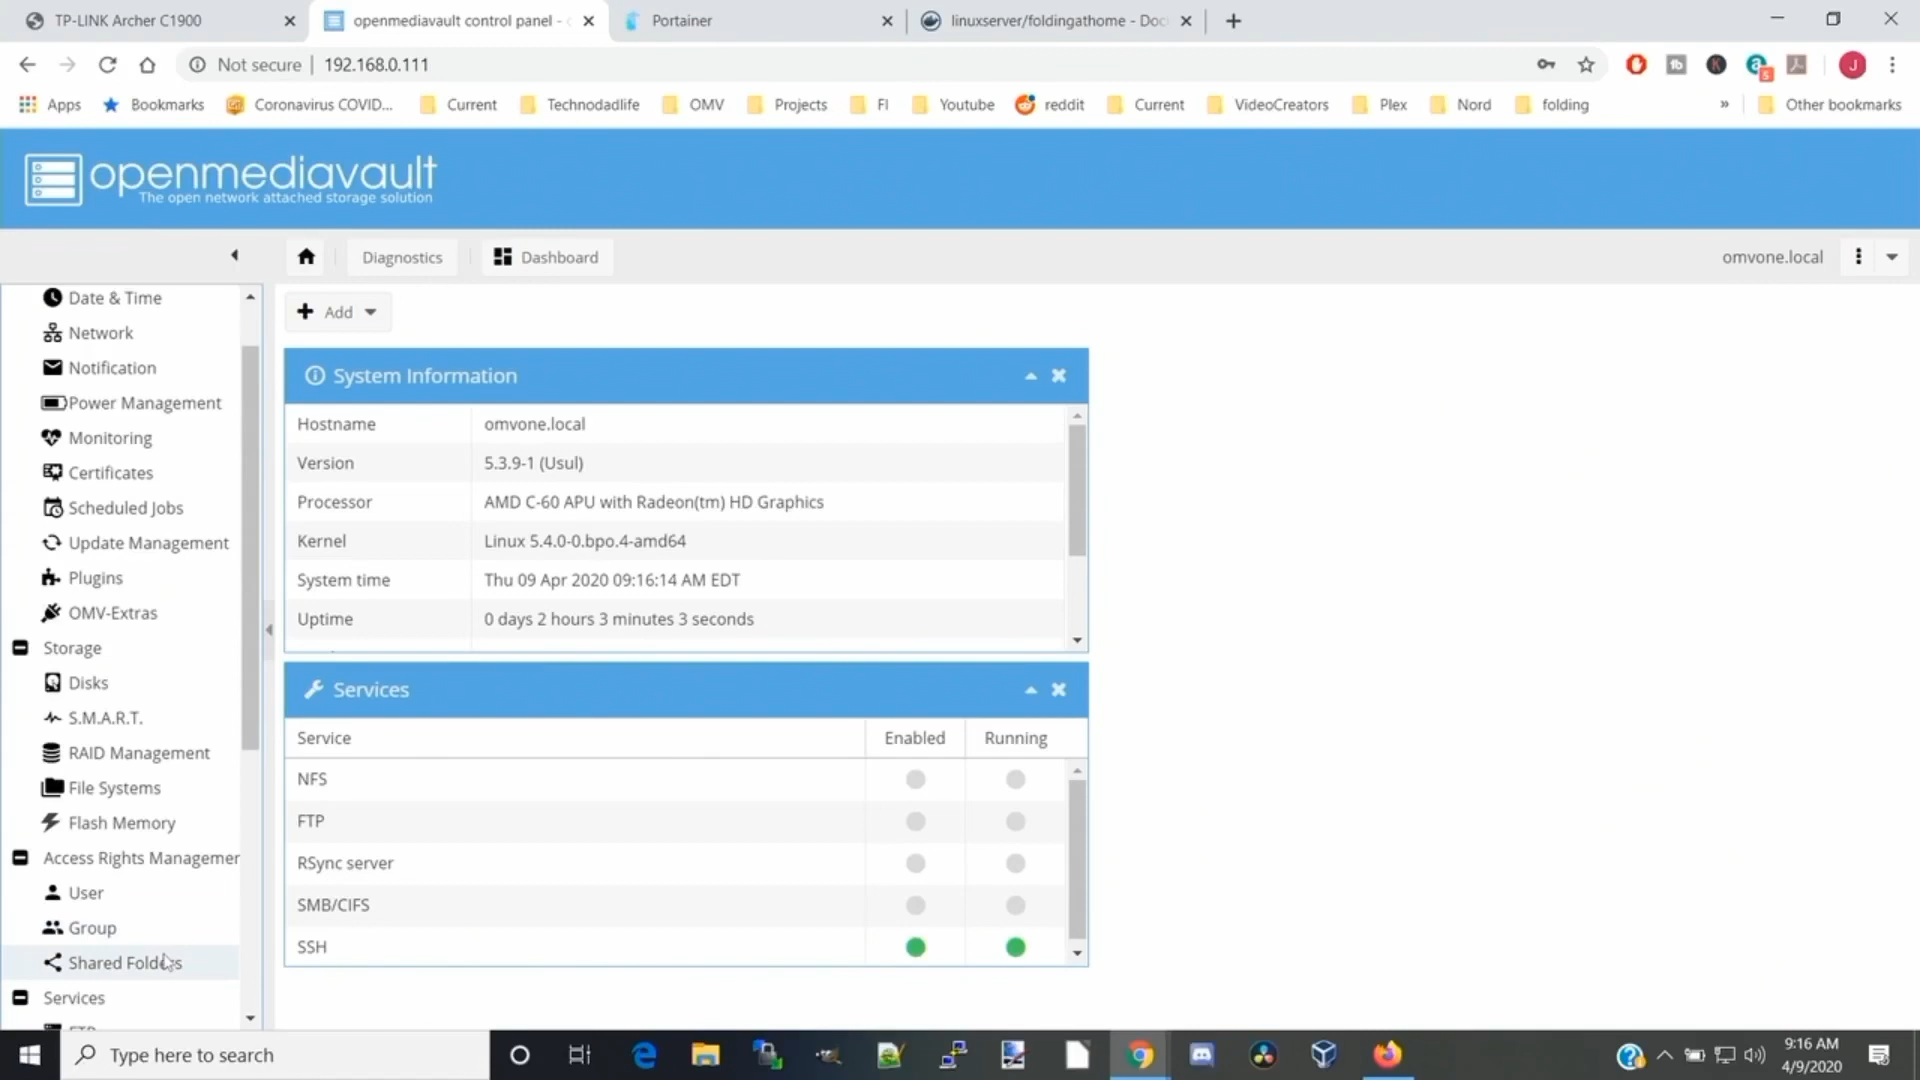 TP-LINK Archer C1900
openmediavault control panel -
Portainer
linuxserver/foldingathome - Doc
Not secure | 192.168.0.111
Apps
Bookmarks
Coronavirus COVID...
Current
Technodadlife
OMV
Projects
FI
Youtube
reddit
Current
VideoCreators
Plex
Nord
folding
»
Other bookmarks
openmediavault
The open network attached storage solution
Diagnostics
Dashboard
omvone.local
Date & Time
Network
Notification
Power Management
Monitoring
Certificates
Scheduled Jobs
Update Management
Plugins
OMV-Extras
Storage
Disks
S.M.A.R.T.
RAID Management
File Systems
Flash Memory
Access Rights Managemen
User
Group
Shared Folders
Services
Add
System Information
Hostname omvone.local
Version 5.3.9-1 (Usul)
Processor AMD C-60 APU with Radeon(tm) HD Graphics
Kernel Linux 5.4.0-0.bpo.4-amd64
System time Thu 09 Apr 2020 09:16:14 AM EDT
Uptime 0 days 2 hours 3 minutes 3 seconds
Services
Service Enabled Running
NFS
FTP
RSync server
SMB/CIFS
SSH
Type here to search
9:16 AM
4/9/2020